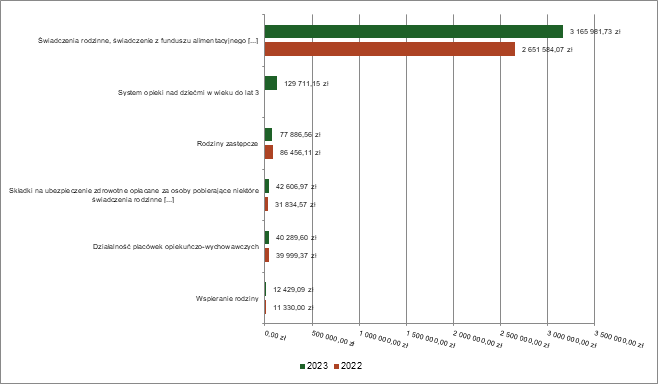 Świadczenia rodzinne, świadczenie z funduszu alimentacyjnego [...]
3 165 981,73 zł
2 651 584,07 zł
System opieki nad dziećmi w wieku do lat 3
129 711,15 zł
Rodziny zastępcze
77 886,56 zł
86 456,11 zł
Składki na ubezpieczenie zdrowotne opłacane za osoby pobierające niektóre
świadczenia rodzinne [...]
42 606,97 zł
31 834,57 zł
Działalność placówek opiekuńczo-wychowawczych
40 289,60 zł
39 999,37 zł
Wspieranie rodziny
12 429,09 zł
11 330,00 zł
0,00 zł
500 000,00 zł
1 000 000,00 zł
1 500 000,00 zł
2 000 000,00 zł
2 500 000,00 zł
3 000 000,00 zł
3 500 000,00 zł
2023
2022